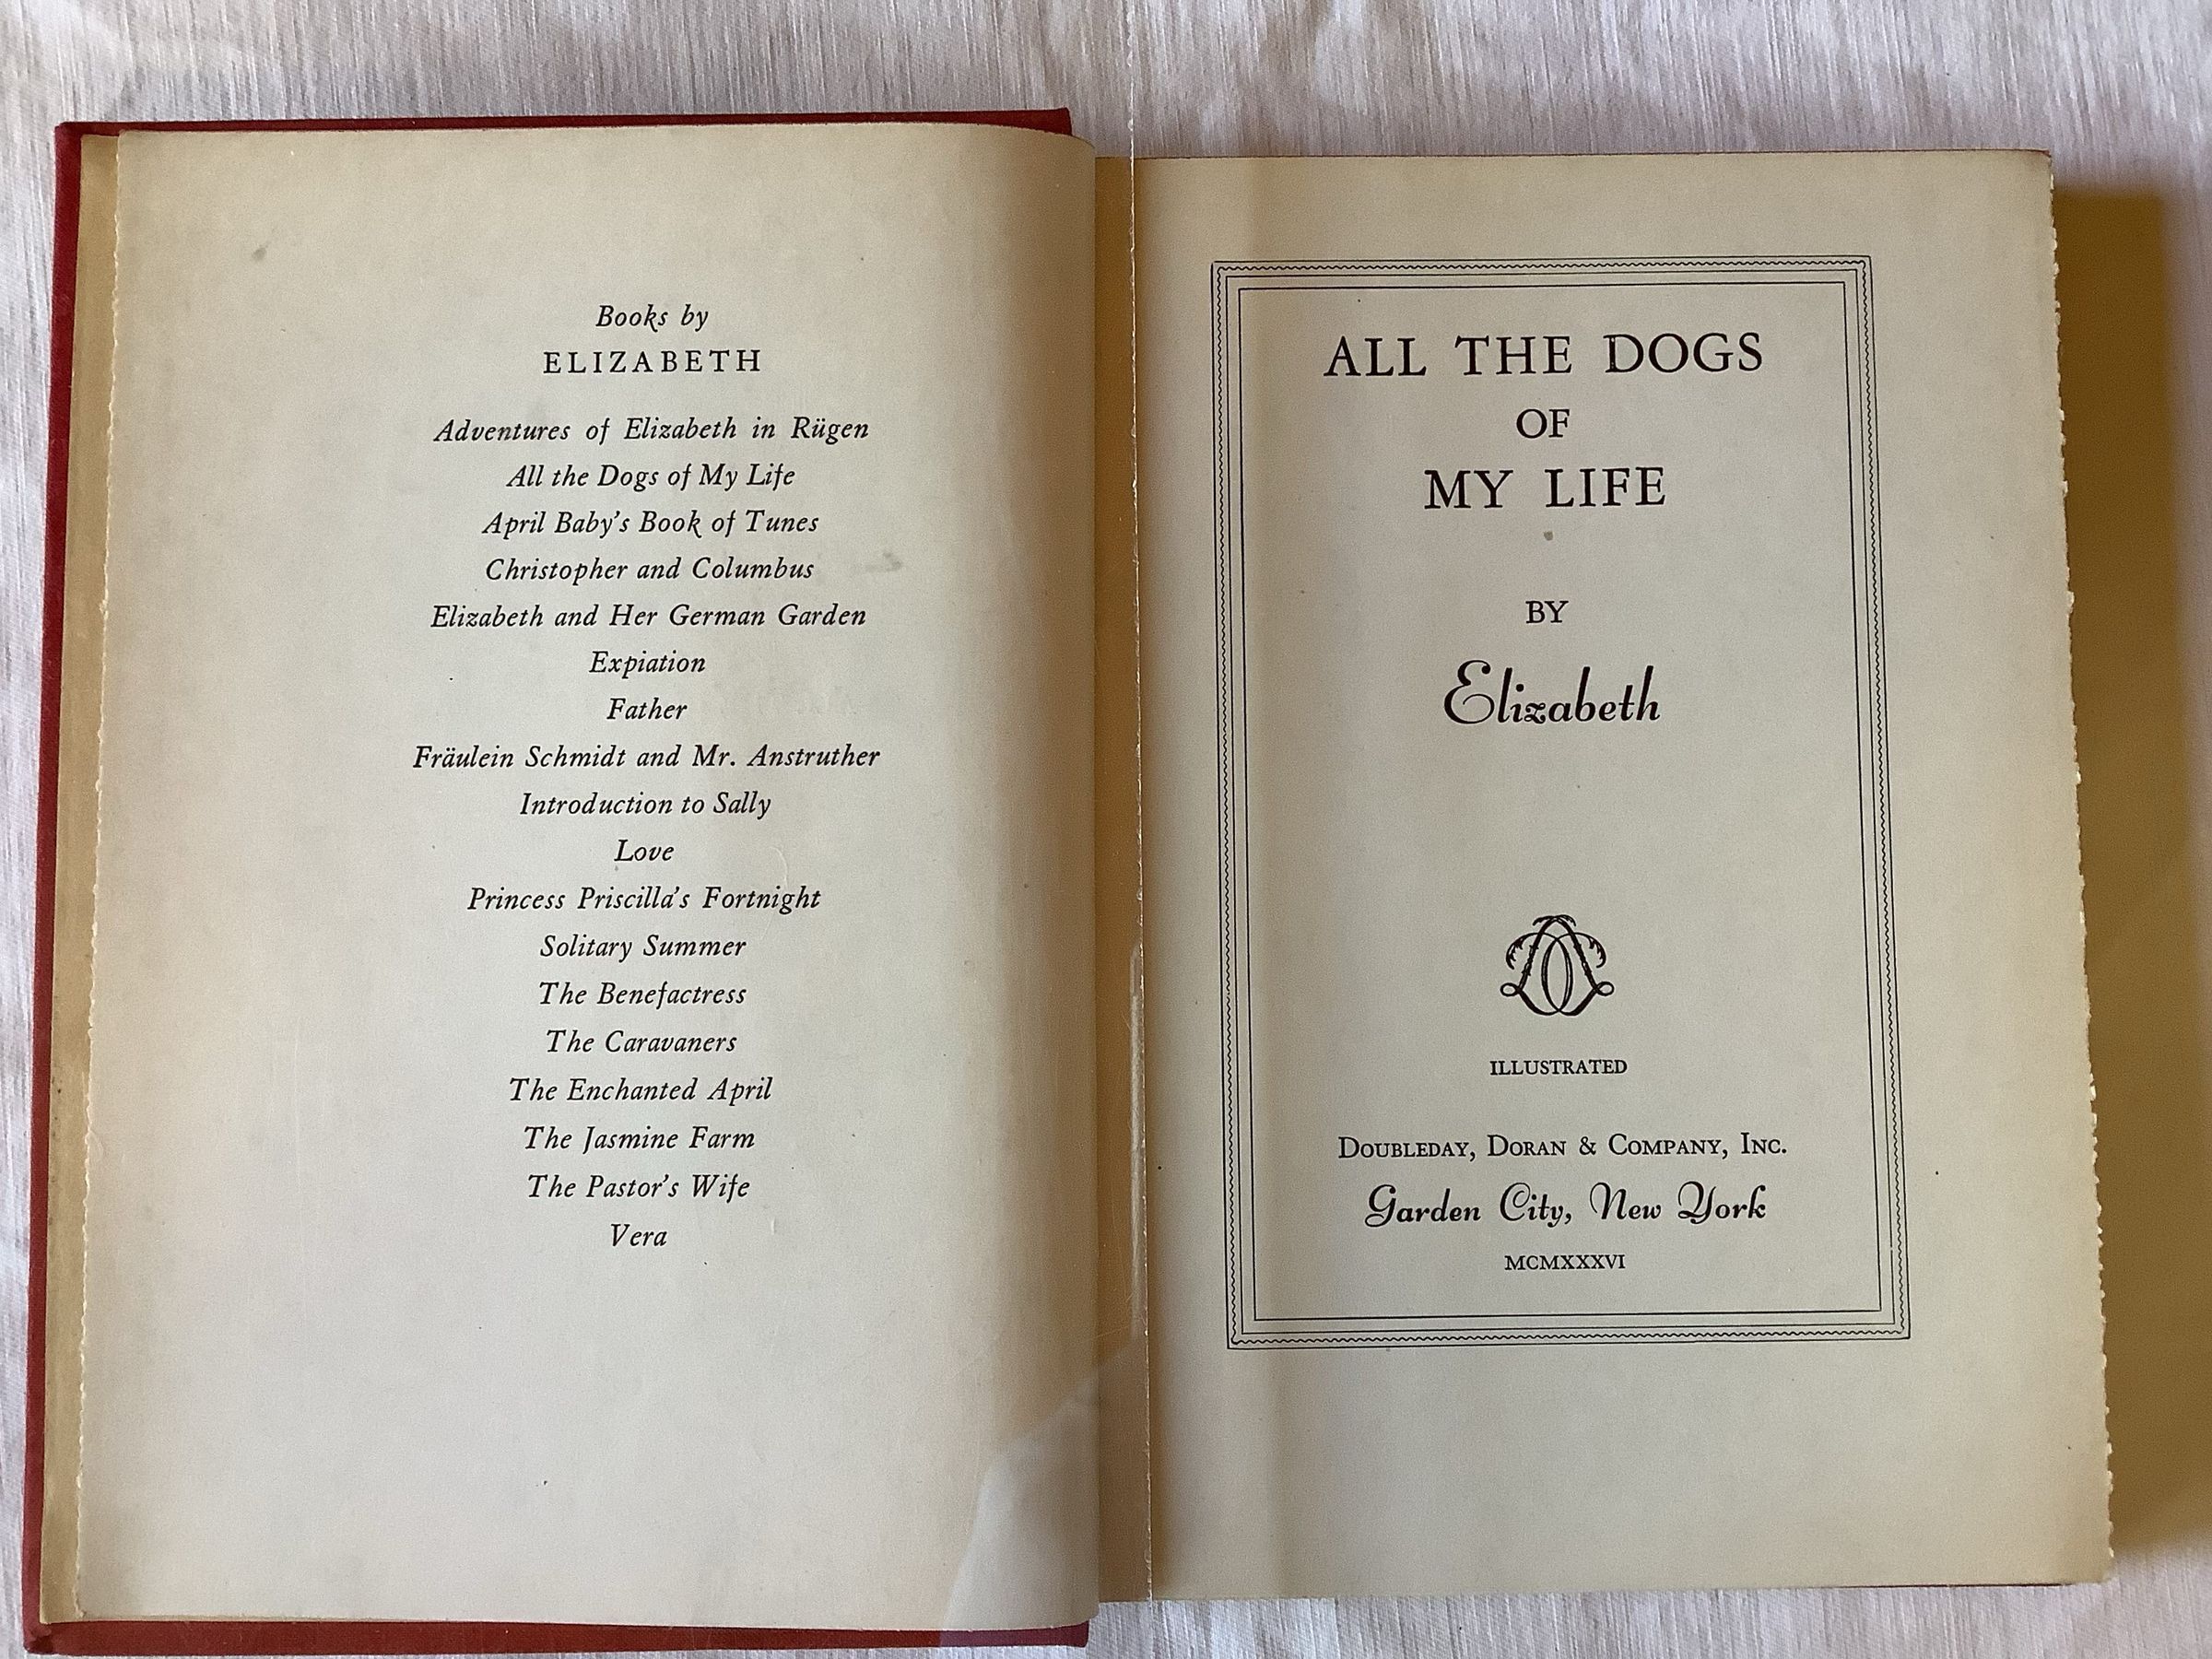 Books by
ELIZABETH
Adventures of Elizabeth in Rügen
All the Dogs of My Life
April Baby's Book of Tunes
Christopher and Columbus
Elizabeth and Her German Garden
Expiation
Father
Fräulein Schmidt and Mr. Anstruther
Introduction to Sally
Love
Princess Priscilla's Fortnight
Solitary Summer
The Benefactress
The Caravaners
The Enchanted April
The Jasmine Farm
The Pastor's Wife
Vera
ALL THE DOGS
OF
MY LIFE
BY
Elizabeth
ILLUSTRATED
DOUBLEDAY, DORAN & COMPANY, INC.
Garden City, New York
MCMXXXVI